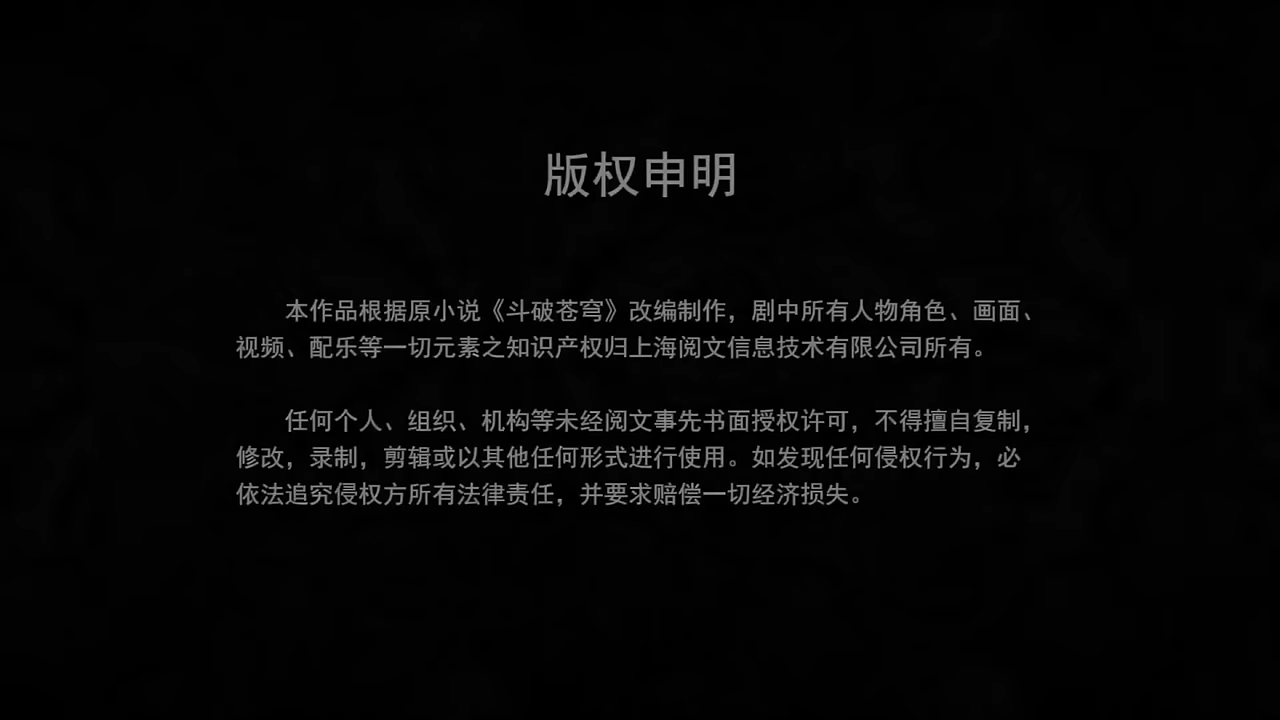 版权申明
本作品根据原小说《斗破苍穹》改编制作，剧中所有人物角色、画面、
视频、配乐等一切元素之知识产权归上海阅文信息技术有限公司所有。
任何个人、组织、机构等未经阅文事先书面授权许可，不得擅自复制，
修改，录制，剪辑或以其他任何形式进行使用。如发现任何侵权行为，必
依法追究侵权方所有法律责任，并要求赔偿一切经济损失。